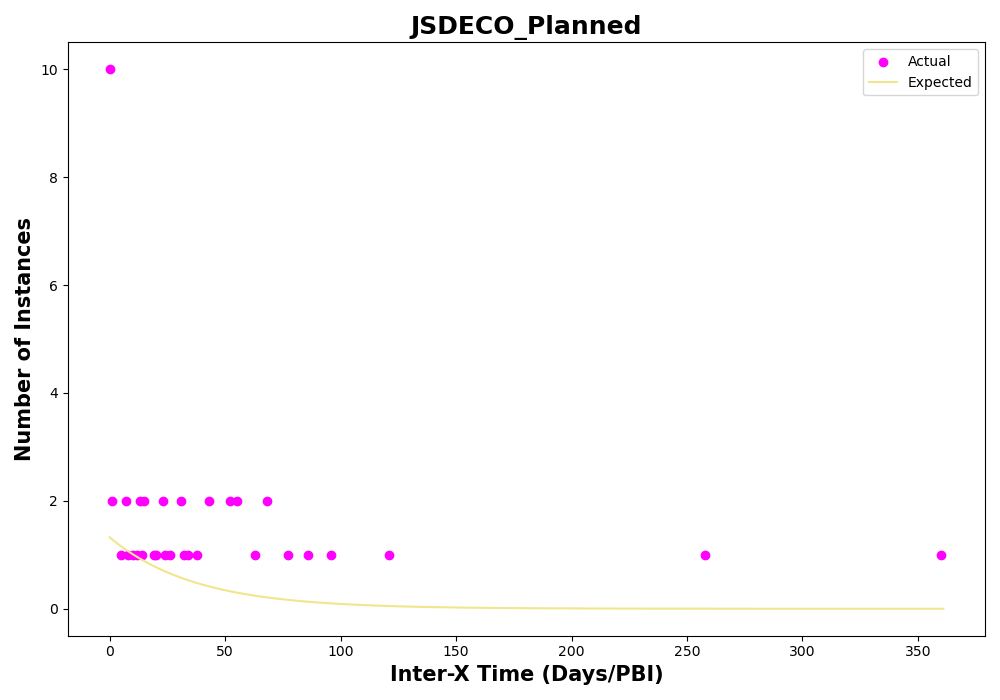 JSDECO_Planned
Actual
Expected
10
8
6
4
2
0
Number of Instances
0 50 100 150 200 250 300 350
Inter-X Time (Days/PBI)